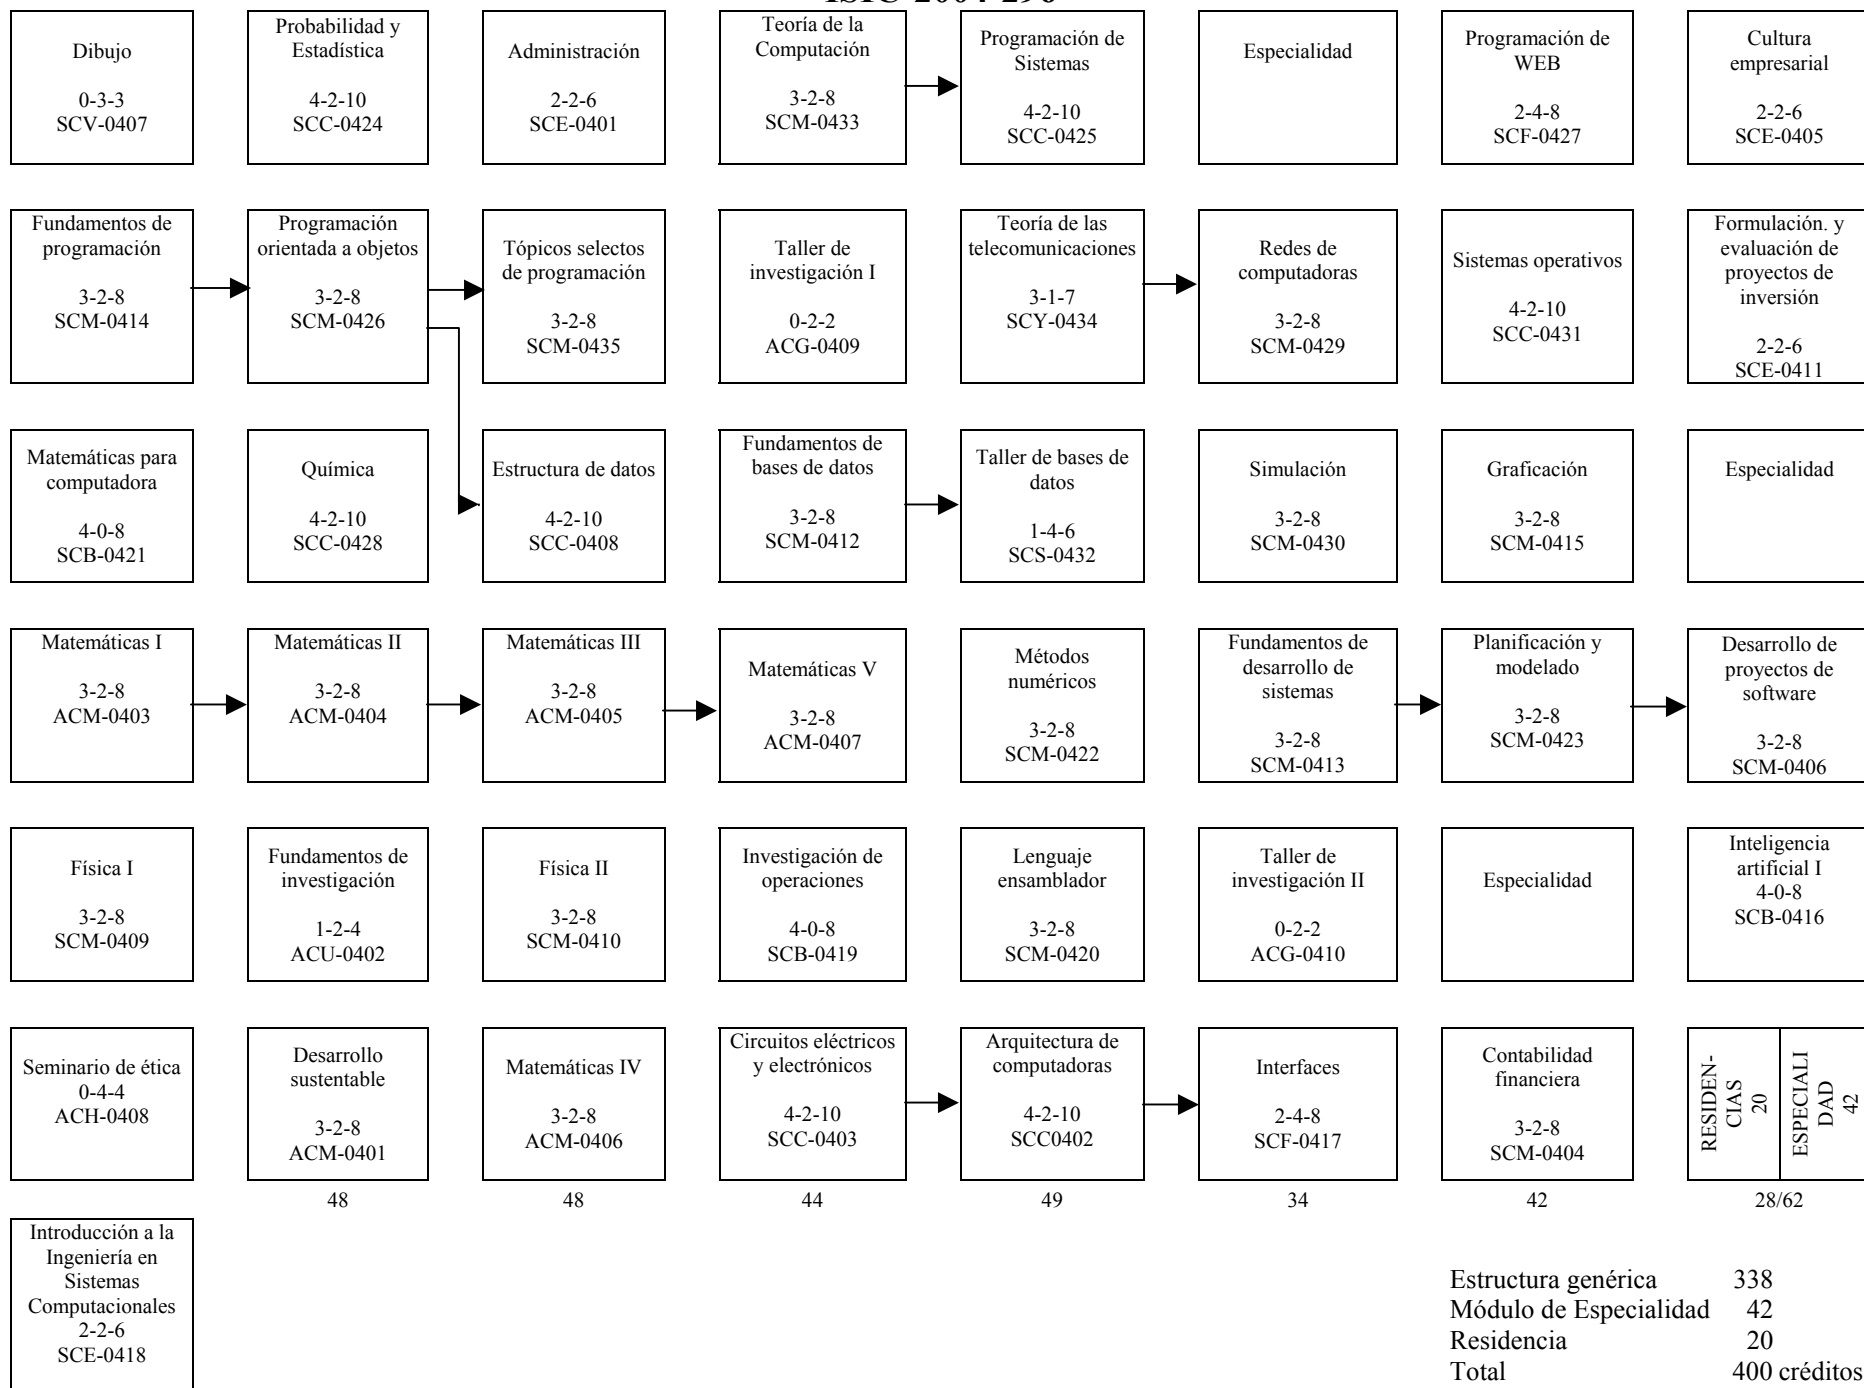 Dibujo
0-3-3
SCV-0407
Probabilidad y
Estadística
4-2-10
SCC-0424
Administración
2-2-6
SCE-0401
Teoría de la
Computación
3-2-8
SCM-0433
Programación de
Sistemas
4-2-10
SCC-0425
Especialidad
Programación de
WEB
2-4-8
SCF-0427
Cultura
empresarial
2-2-6
SCE-0405
Fundamentos de
programación
3-2-8
SCM-0414
Programación
orientada a objetos
3-2-8
SCM-0426
Tópicos selectos
de programación
3-2-8
SCM-0435
Taller de
investigación I
0-2-2
ACG-0409
Teoría de las
telecomunicaciones
3-1-7
SCY-0434
Redes de
computadoras
3-2-8
SCM-0429
Sistemas operativos
4-2-10
SCC-0431
Formulación. y
evaluación de
proyectos de
inversión
2-2-6
SCE-0411
Matemáticas para
computadora
4-0-8
SCB-0421
Química
4-2-10
SCC-0428
Estructura de datos
4-2-10
SCC-0408
Fundamentos de
bases de datos
3-2-8
SCM-0412
Taller de bases de
datos
1-4-6
SCS-0432
Simulación
3-2-8
SCM-0430
Graficación
3-2-8
SCM-0415
Especialidad
Matemáticas I
3-2-8
ACM-0403
Matemáticas II
3-2-8
ACM-0404
Matemáticas III
3-2-8
ACM-0405
Matemáticas V
3-2-8
ACM-0407
Métodos
numéricos
3-2-8
SCM-0422
Fundamentos de
desarrollo de
sistemas
3-2-8
SCM-0413
Planificación y
modelado
3-2-8
SCM-0423
Desarrollo de
proyectos de
software
3-2-8
SCM-0406
Física I
3-2-8
SCM-0409
Fundamentos de
investigación
1-2-4
ACU-0402
Física II
3-2-8
SCM-0410
Investigación de
operaciones
4-0-8
SCB-0419
Lenguaje
ensamblador
3-2-8
SCM-0420
Taller de
investigación II
0-2-2
ACG-0410
Especialidad
Inteligencia
artificial I
4-0-8
SCB-0416
Seminario de ética
0-4-4
ACH-0408
Desarrollo
sustentable
3-2-8
ACM-0401
Matemáticas IV
3-2-8
ACM-0406
Circuitos eléctricos
y electrónicos
4-2-10
SCC-0403
Arquitectura de
computadoras
4-2-10
SCC0402
Interfaces
2-4-8
SCF-0417
Contabilidad
financiera
3-2-8
SCM-0404
RESIDEN-
CIAS
20
ESPECIALI
DAD
42
48
48
44
49
34
42
28/62
Introducción a la
Ingeniería en
Sistemas
Computacionales
2-2-6
SCE-0418
Estructura genérica 338
Módulo de Especialidad 42
Residencia 20
Total 400 créditos